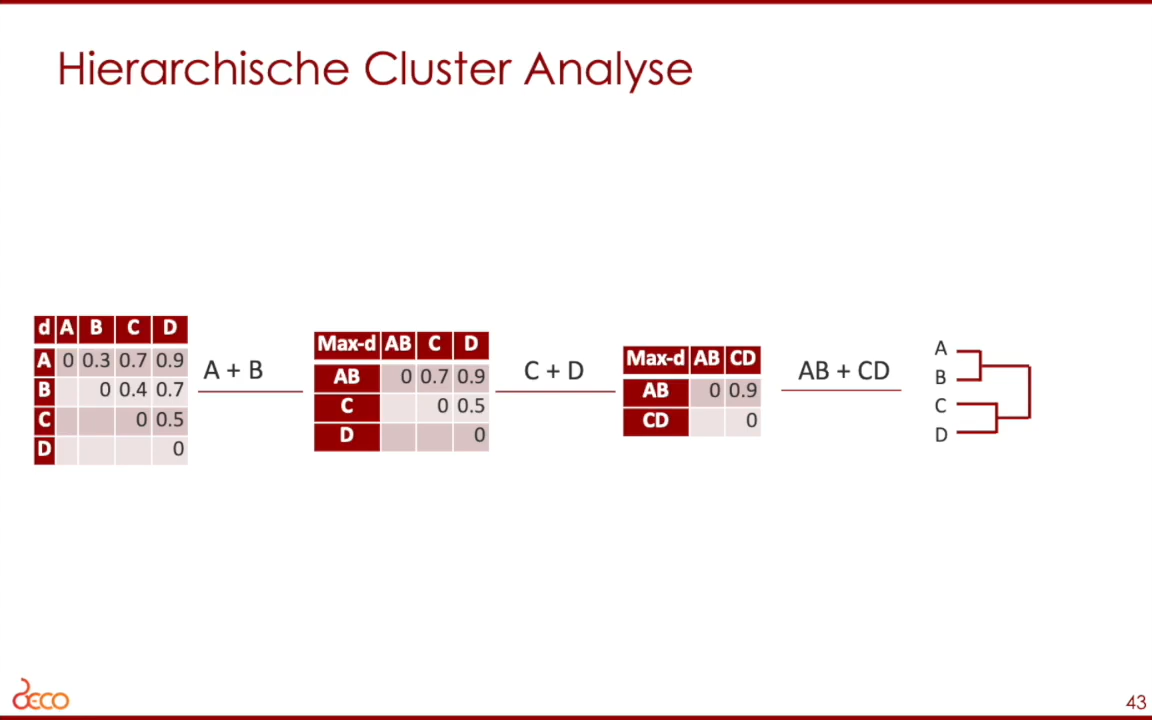 Hierarchische Cluster Analyse
d A B C D
A 0 0.3 0.7 0.9
B 0 0.4 0.7
C 0 0.5
D 0
A + B
Max-d AB C D
AB 0 0.7 0.9
C 0 0.5
D 0
C + D
Max-d AB CD
AB 0 0.9
CD 0
AB + CD
A
B
C
D
DECO
43